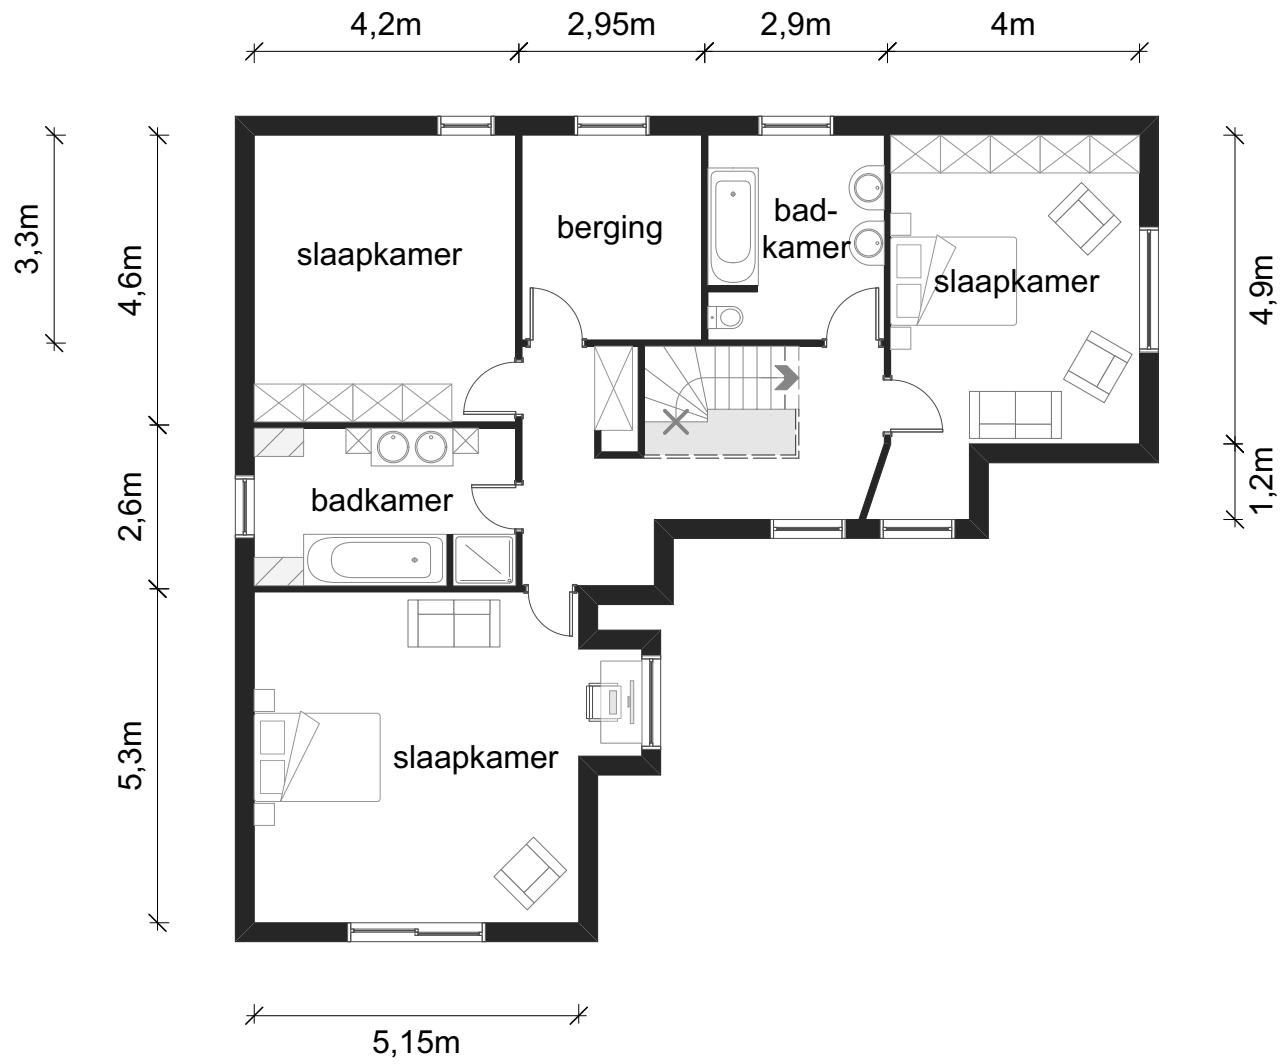 4,2m 2,95m 2,9m 4m
3,3m
4,6m
slaapkamer
berging
bad-
kamer
slaapkamer
4,9m
1,2m
2,6m
badkamer
5,3m
slaapkamer
5,15m